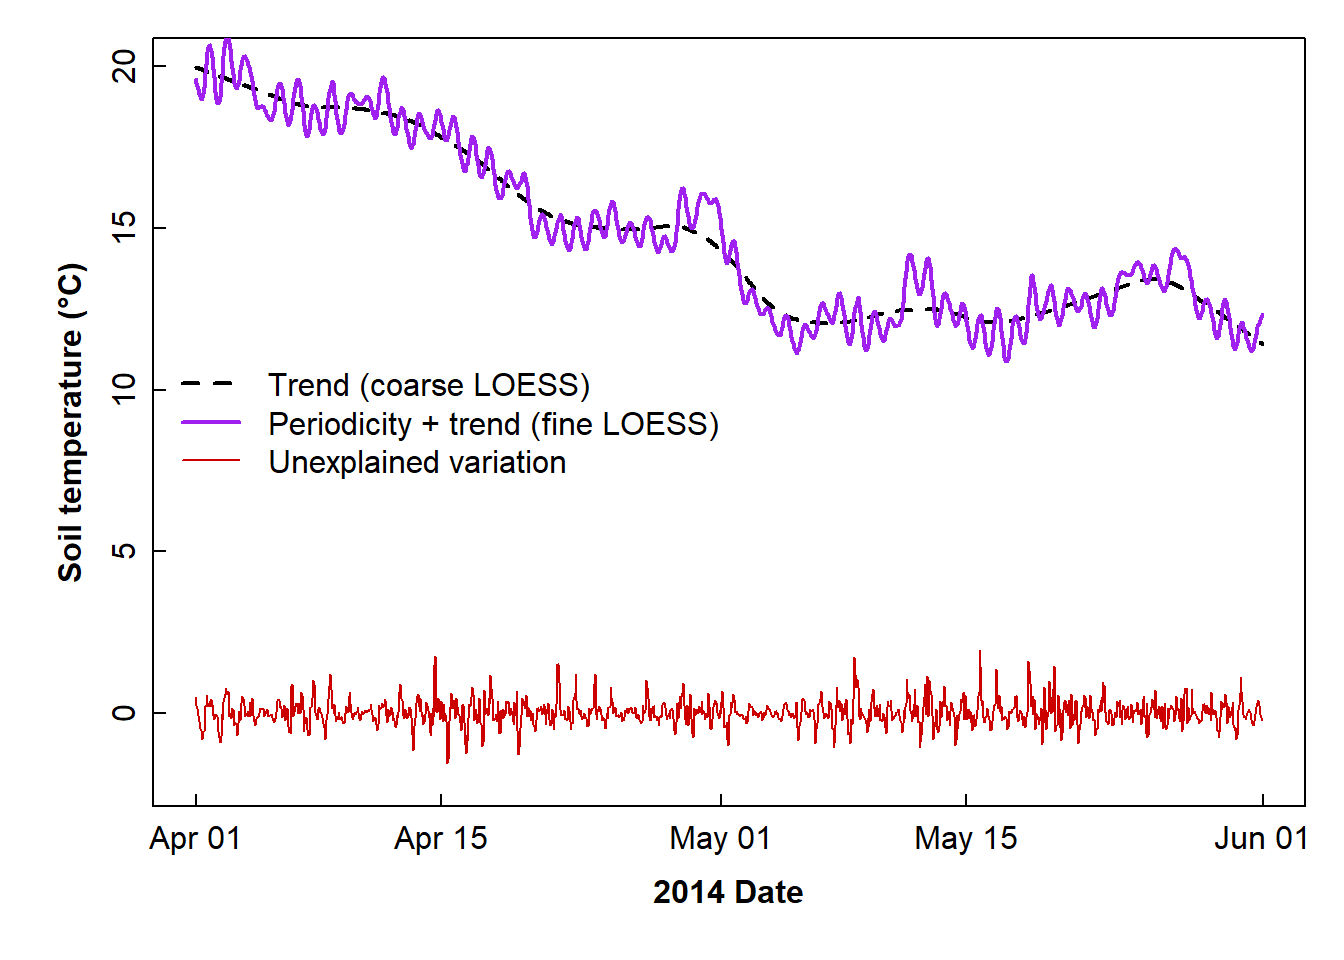 20
15
10
5
0
Soil temperature (°C)
Trend (coarse LOESS)
Periodicity + trend (fine LOESS)
Unexplained variation
Apr 01 Apr 15 May 01 May 15 Jun 01
2014 Date